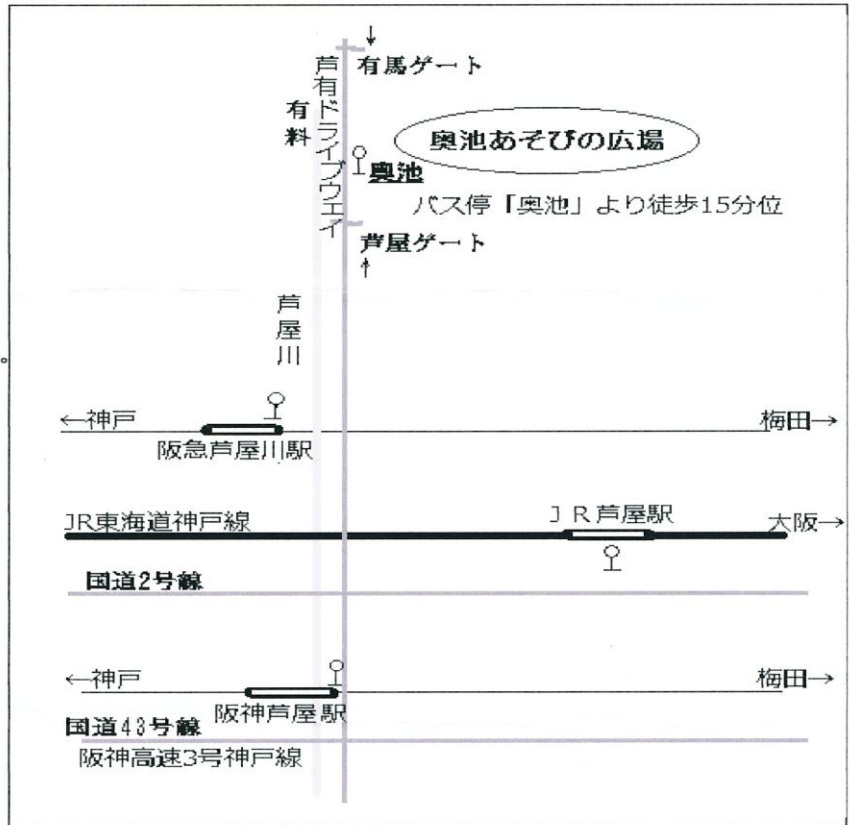 ↓
有馬ゲート
芦有ドライブウェイ
有料
奥池あそびの広場
奥池
バス停「奥池」より徒歩15分位
芦屋ゲート
↑
芦屋川
。
←神戸
梅田→
阪急芦屋川駅
JR東海道神戸線
JR芦屋駅
大阪→
国道2号線
←神戸
梅田→
阪神芦屋駅
国道43号線
阪神高速3号神戸線